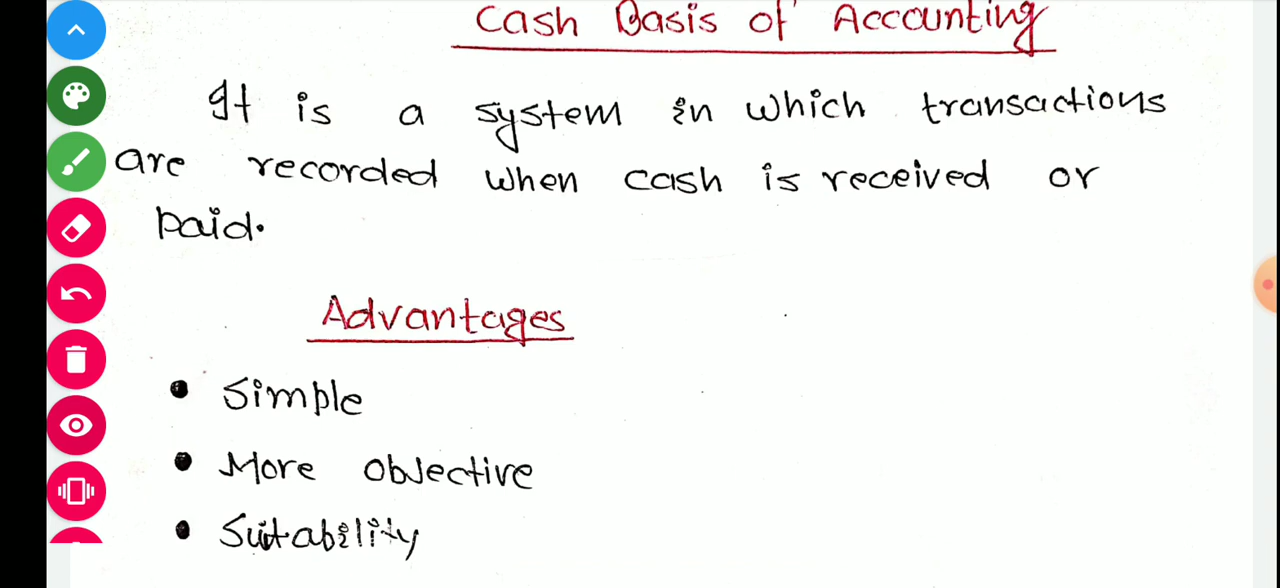 Cash Basis of Accounting
It is a system in which transactions
are recorded when cash is received or
paid.
Advantages
• Simple
• More objective
• Suitability